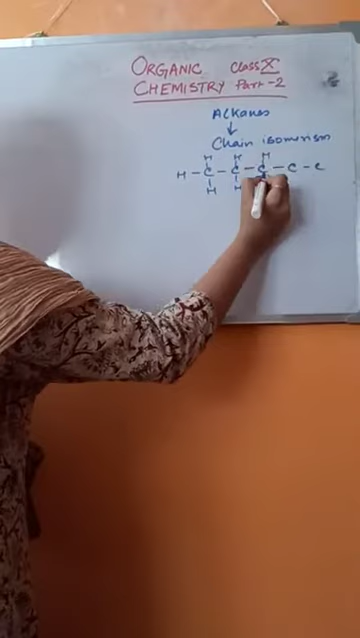 ORGANIC Class X
CHEMISTRY Part-2
Alkanes
↓
Chain isomerism
H H H
H - C - C - C - C - C
H H